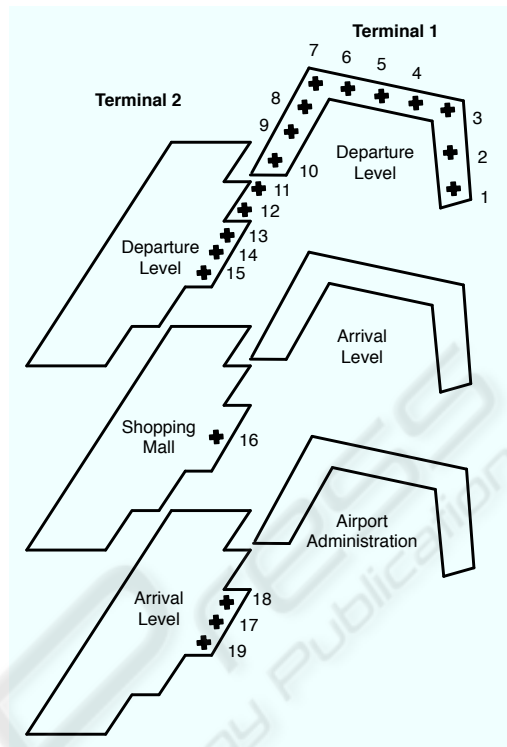 Terminal 1
7
6
5
4
Terminal 2
8
3
9
Departure
Level
2
10
1
11
12
13
Departure
Level
14
15
Arrival
Level
Shopping
Mall
16
Airport
Administration
Arrival
Level
18
17
19